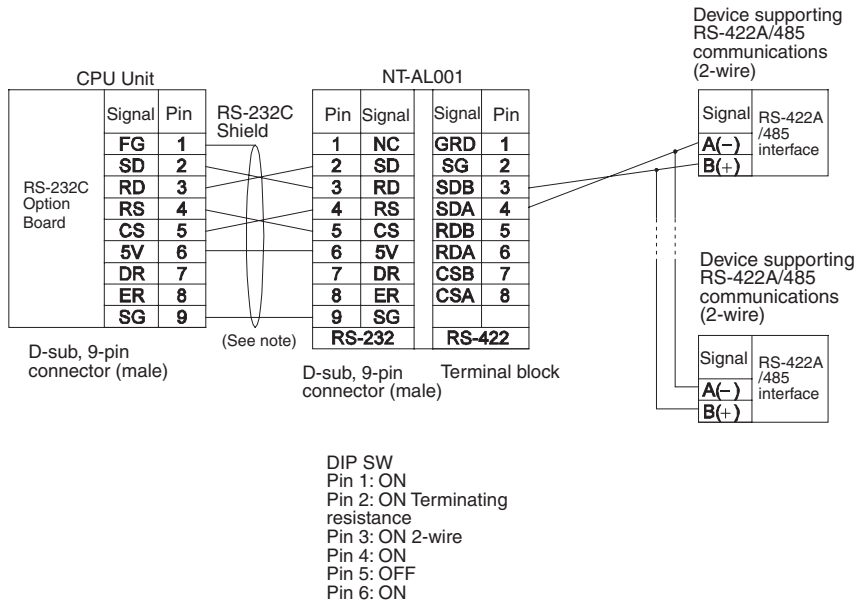 Device supporting
RS-422A/485
communications
(2-wire)
CPU Unit
NT-AL001
Signal Pin
RS-232C
Option
Board
FG 1
SD 2
RD 3
RS 4
CS 5
5V 6
DR 7
ER 8
SG 9
D-sub, 9-pin
connector (male)
RS-232C
Shield
(See note)
Pin Signal
1 NC
2 SD
3 RD
4 RS
5 CS
6 5V
7 DR
8 ER
9 SG
RS-232
D-sub, 9-pin
connector (male)
Signal Pin
GRD 1
SG 2
SDB 3
SDA 4
RDB 5
RDA 6
CSB 7
CSA 8
RS-422
Terminal block
Signal
A(−)
B(+)
RS-422A
/485
interface
Device supporting
RS-422A/485
communications
(2-wire)
Signal
A(−)
B(+)
RS-422A
/485
interface
DIP SW
Pin 1: ON
Pin 2: ON Terminating
resistance
Pin 3: ON 2-wire
Pin 4: ON
Pin 5: OFF
Pin 6: ON